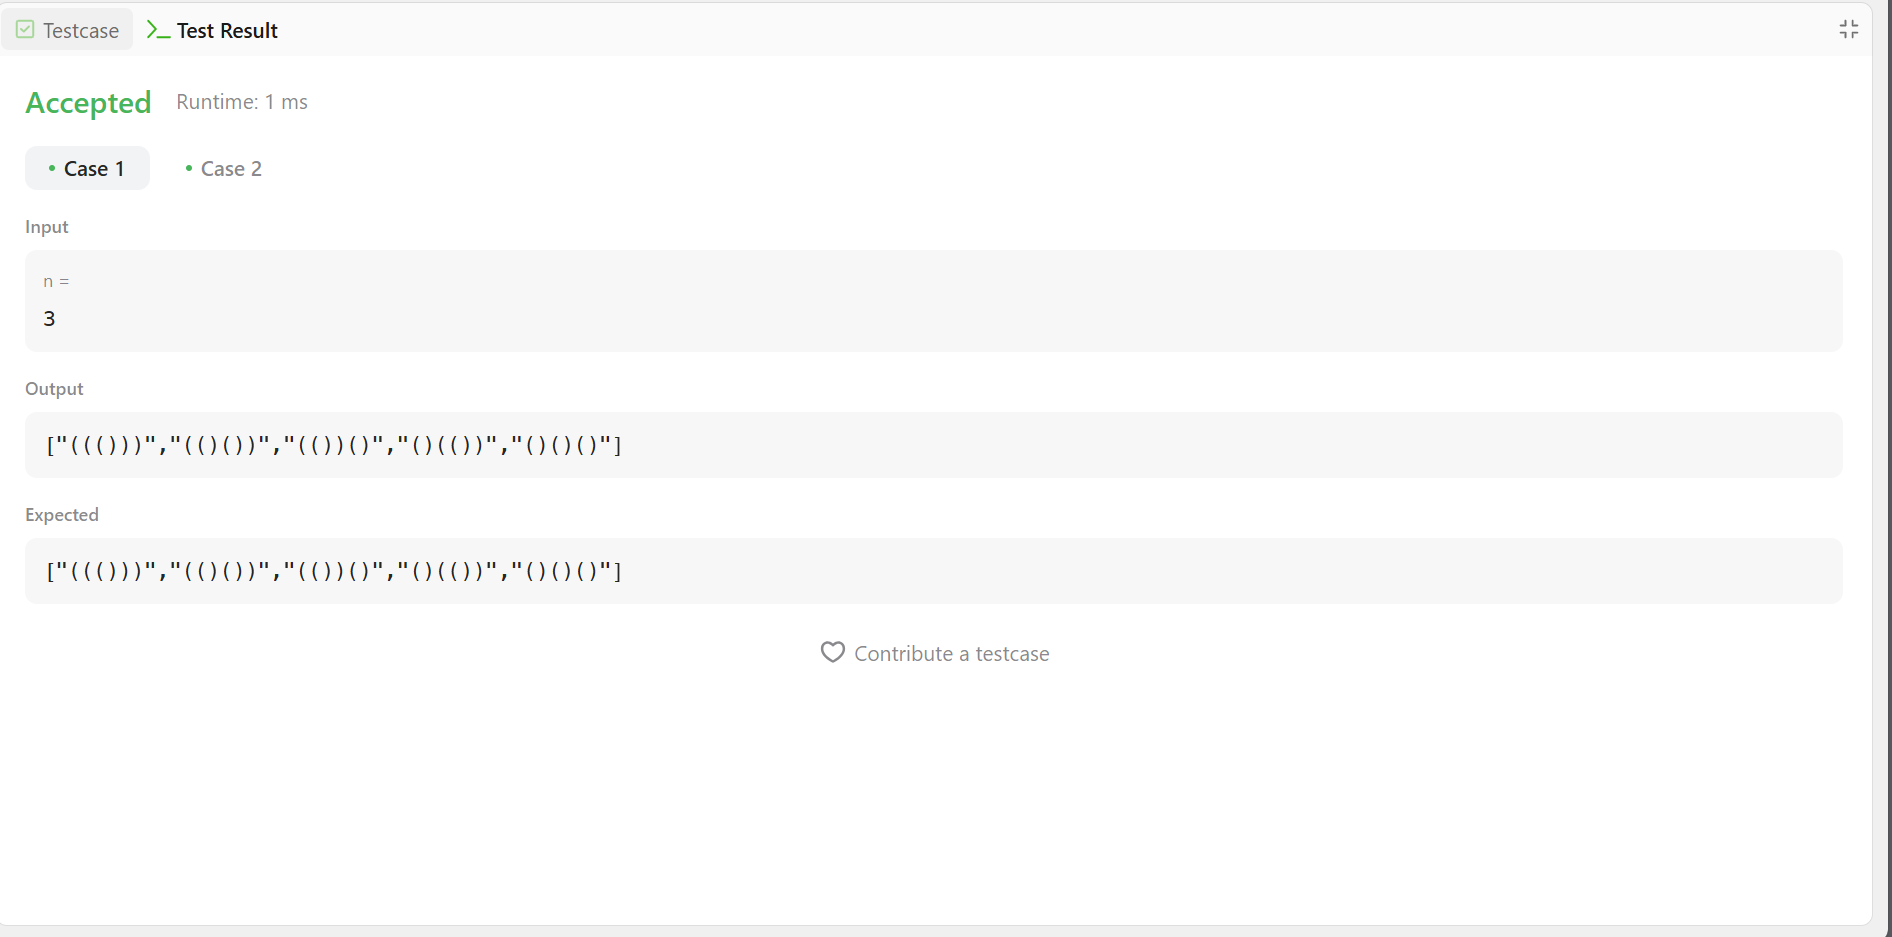 Testcase
Test Result
Accepted Runtime: 1 ms
Case 1 Case 2
Input
n =
3
Output
["((()))","(()())","(())()","()(())","()()()"]
Expected
["((()))","(()())","(())()","()(())","()()()"]
Contribute a testcase